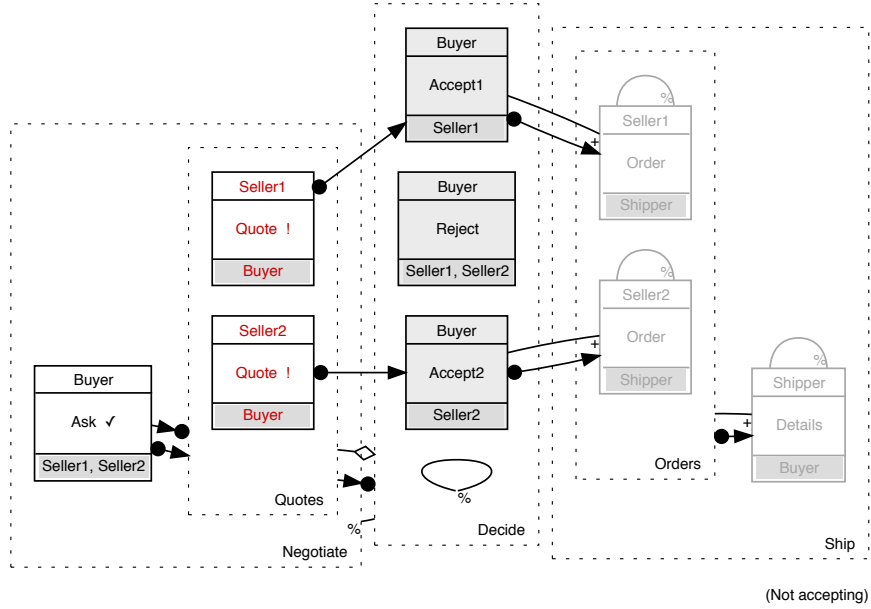 Buyer
Ask ✓
Seller1, Seller2
Seller1
Quote !
Buyer
Seller2
Quote !
Buyer
Quotes
Negotiate
%
Buyer
Accept1
Seller1
Buyer
Reject
Seller1, Seller2
Buyer
Accept2
Seller2
%
Decide
%
Seller1
Order
Shipper
+
%
Seller2
Order
Shipper
+
Orders
%
Shipper
Details
Buyer
+
Ship
(Not accepting)